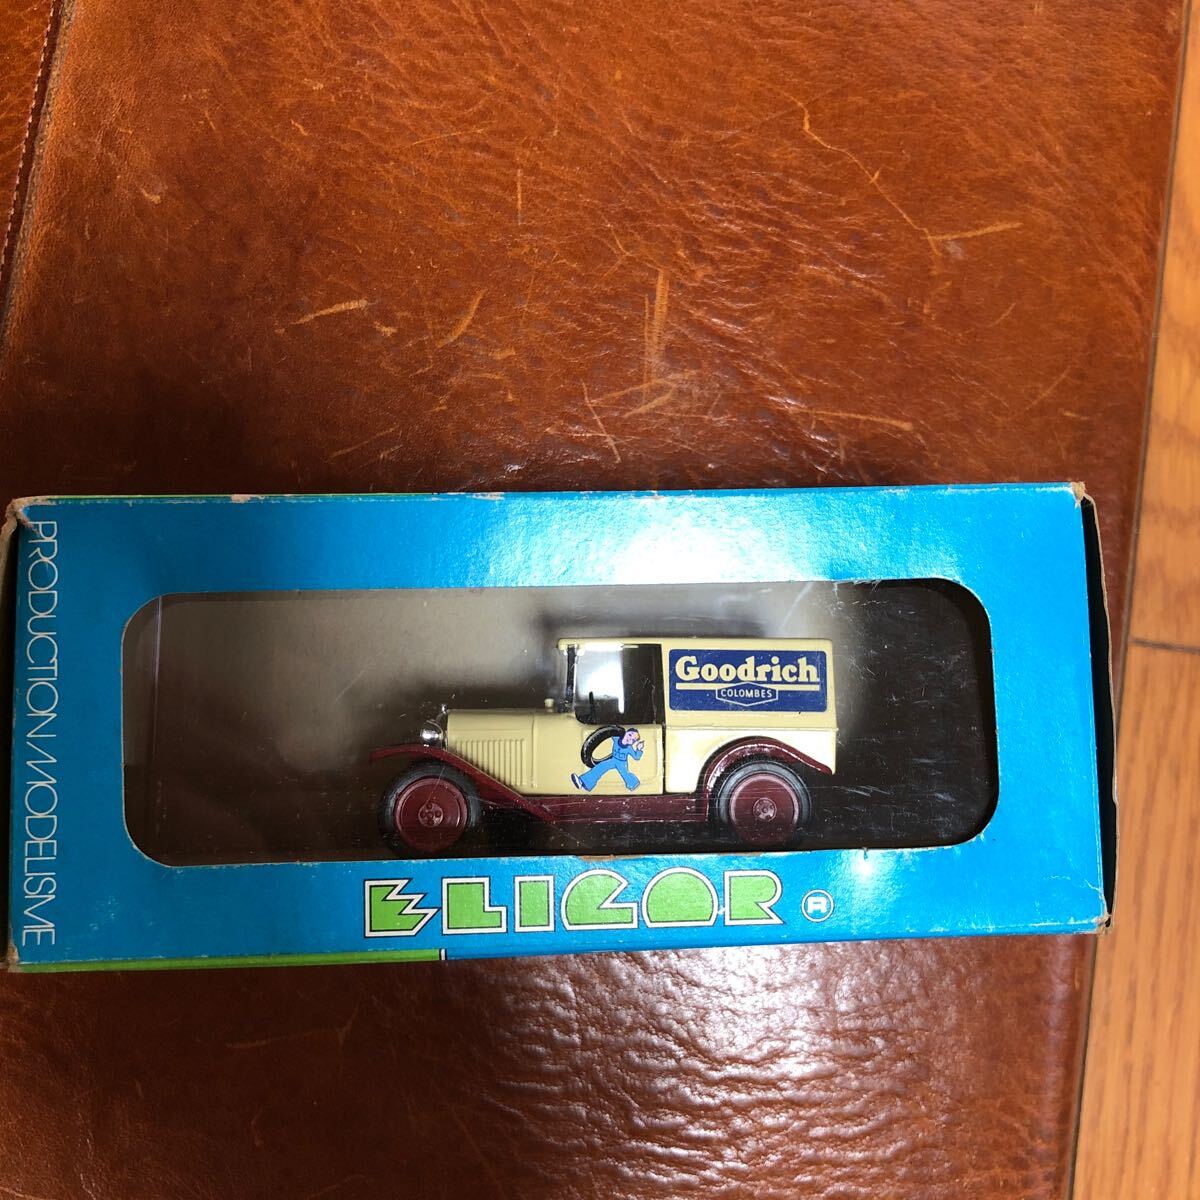 PRODUCTION MODELISME
Goodrich
COLOMBES
ELIGOR ®